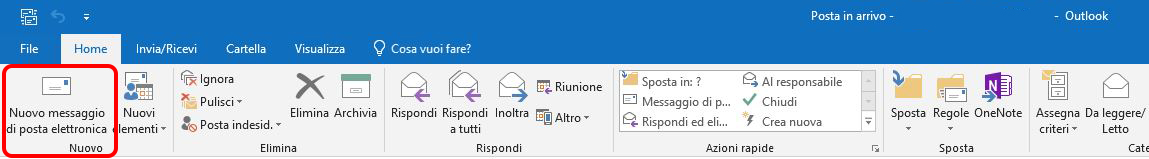 Posta in arrivo - - Outlook
File Home Invia/Ricevi Cartella Visualizza Cosa vuoi fare?
Nuovo messaggio
di posta elettronica
Nuovi
elementi
Nuovo
Ignora
Pulisci
Posta indesid.
Elimina
Archivia
Elimina
Rispondi
Rispondi
a tutti
Inoltra
Riunione
Altro
Rispondi
Sposta in: ?
Messaggio di p...
Rispondi ed eli...
Al responsabile
Chiudi
Crea nuova
Azioni rapide
Sposta
Regole
OneNote
Sposta
Assegna
criteri
Da leggere/
Letto
Cate